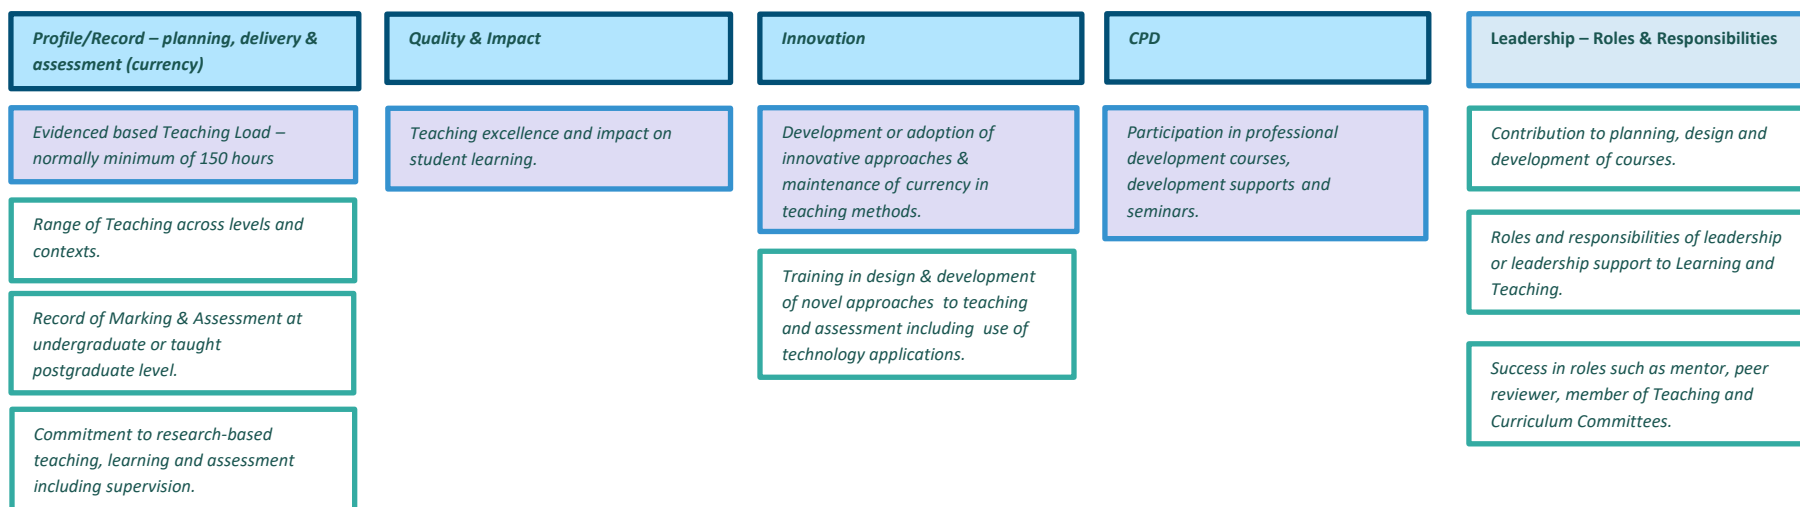 Profile/Record – planning, delivery &
assessment (currency)
Evidenced based Teaching Load –
normally minimum of 150 hours
Range of Teaching across levels and
contexts.
Record of Marking & Assessment at
undergraduate or taught
postgraduate level.
Commitment to research-based
teaching, learning and assessment
including supervision.
Quality & Impact
Teaching excellence and impact on
student learning.
Innovation
Development or adoption of
innovative approaches &
maintenance of currency in
teaching methods.
Training in design & development
of novel approaches to teaching
and assessment including use of
technology applications.
CPD
Participation in professional
development courses,
development supports and
seminars.
Leadership – Roles & Responsibilities
Contribution to planning, design and
development of courses.
Roles and responsibilities of leadership
or leadership support to Learning and
Teaching.
Success in roles such as mentor, peer
reviewer, member of Teaching and
Curriculum Committees.